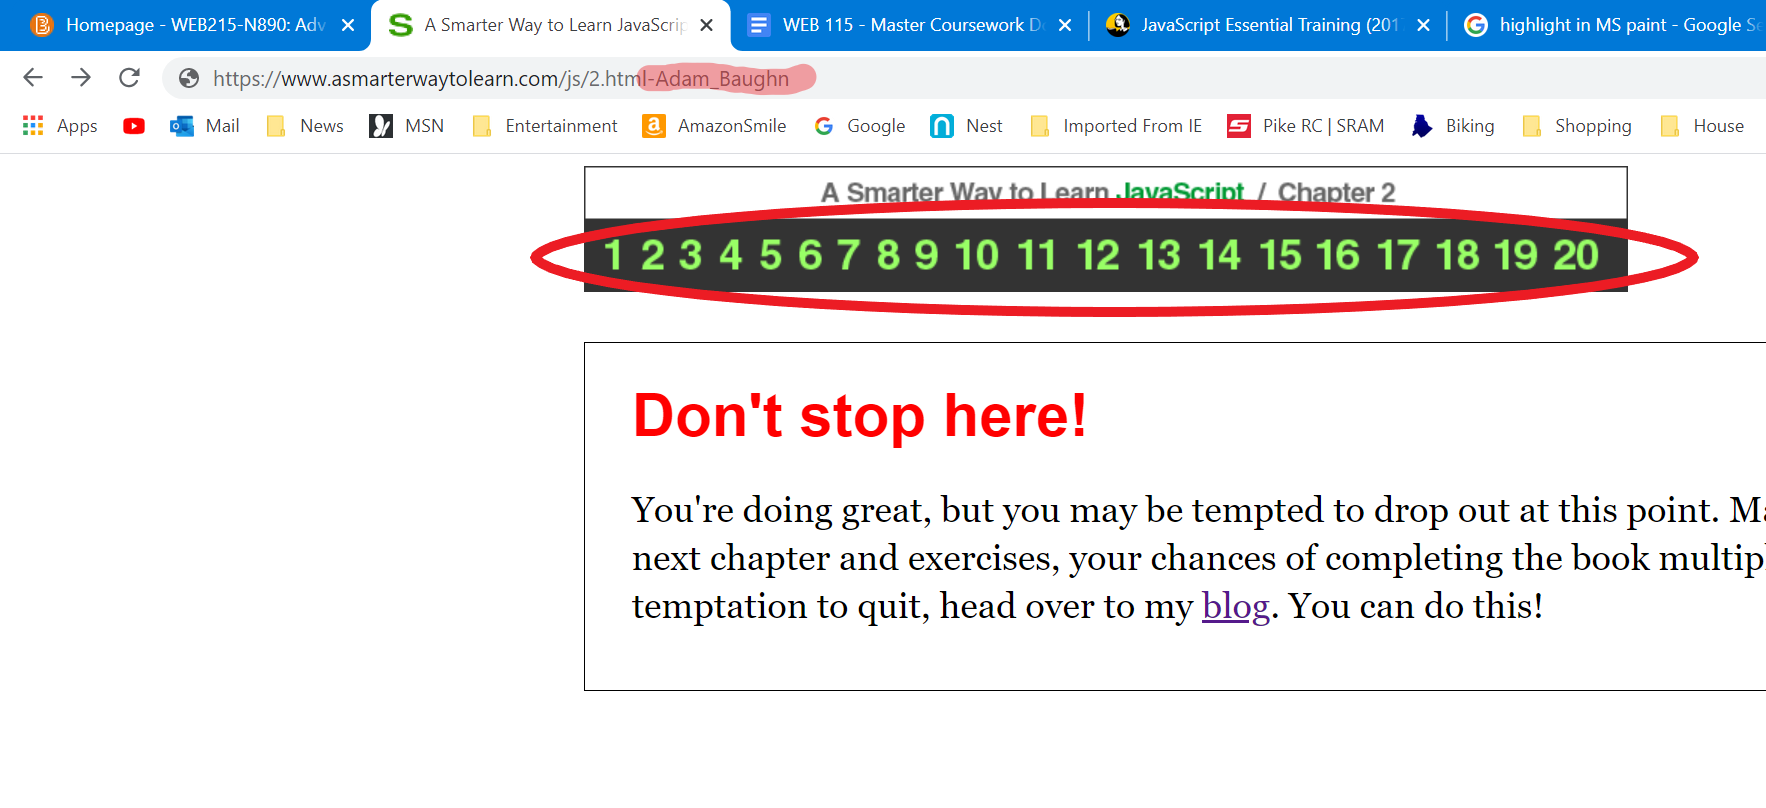 Homepage - WEB215-N890: Adv A Smarter Way to Learn JavaScrip WEB 115 - Master Coursework Do JavaScript Essential Training (201 highlight in MS paint - Google Se
https://www.asmarterwaytolearn.com/js/2.html-Adam_Baughn
Apps Mail News MSN Entertainment AmazonSmile Google Nest Imported From IE Pike RC | SRAM Biking Shopping House
A Smarter Way to Learn JavaScript / Chapter 2
1 2 3 4 5 6 7 8 9 10 11 12 13 14 15 16 17 18 19 20
Don't stop here!
You're doing great, but you may be tempted to drop out at this point. Ma
next chapter and exercises, your chances of completing the book multipl
temptation to quit, head over to my blog. You can do this!